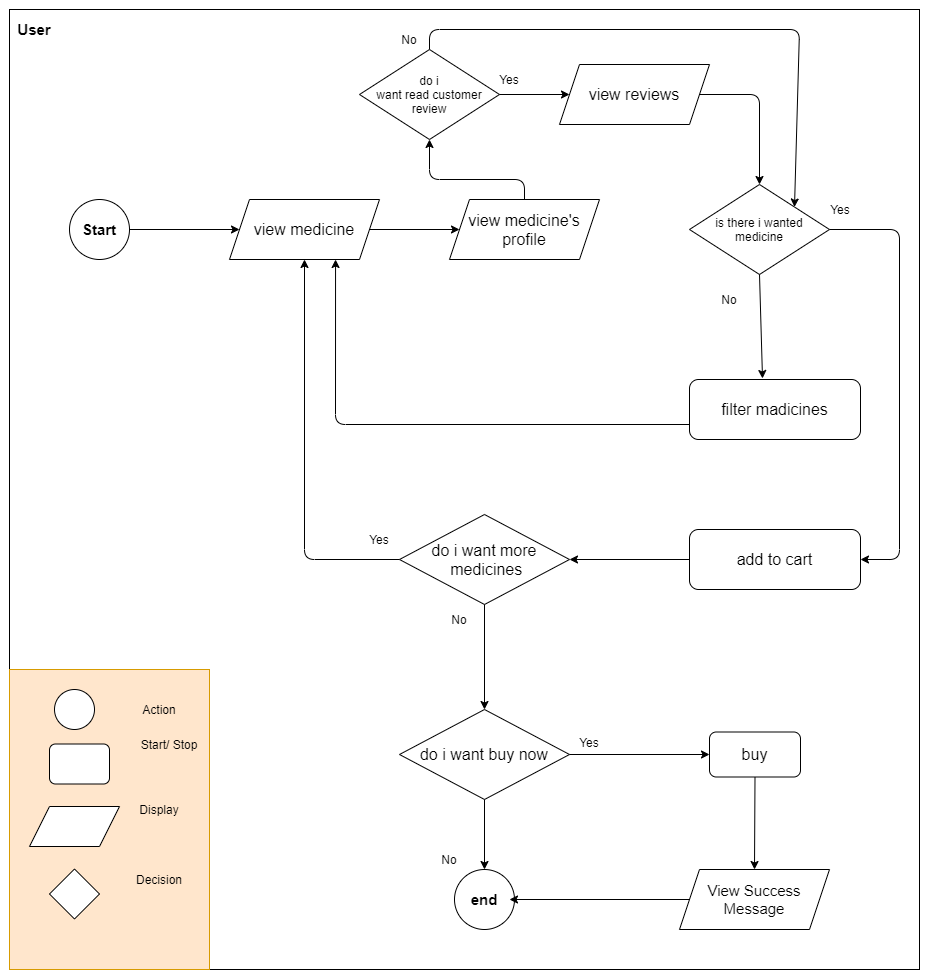 User
No
do i
want read customer
review
Yes
view reviews
Start
view medicine
view medicine's
profile
is there i wanted
medicine
Yes
No
filter madicines
Yes
do i want more
medicines
add to cart
No
do i want buy now
Yes
buy
No
end
View Success
Message
Action
Start/ Stop
Display
Decision